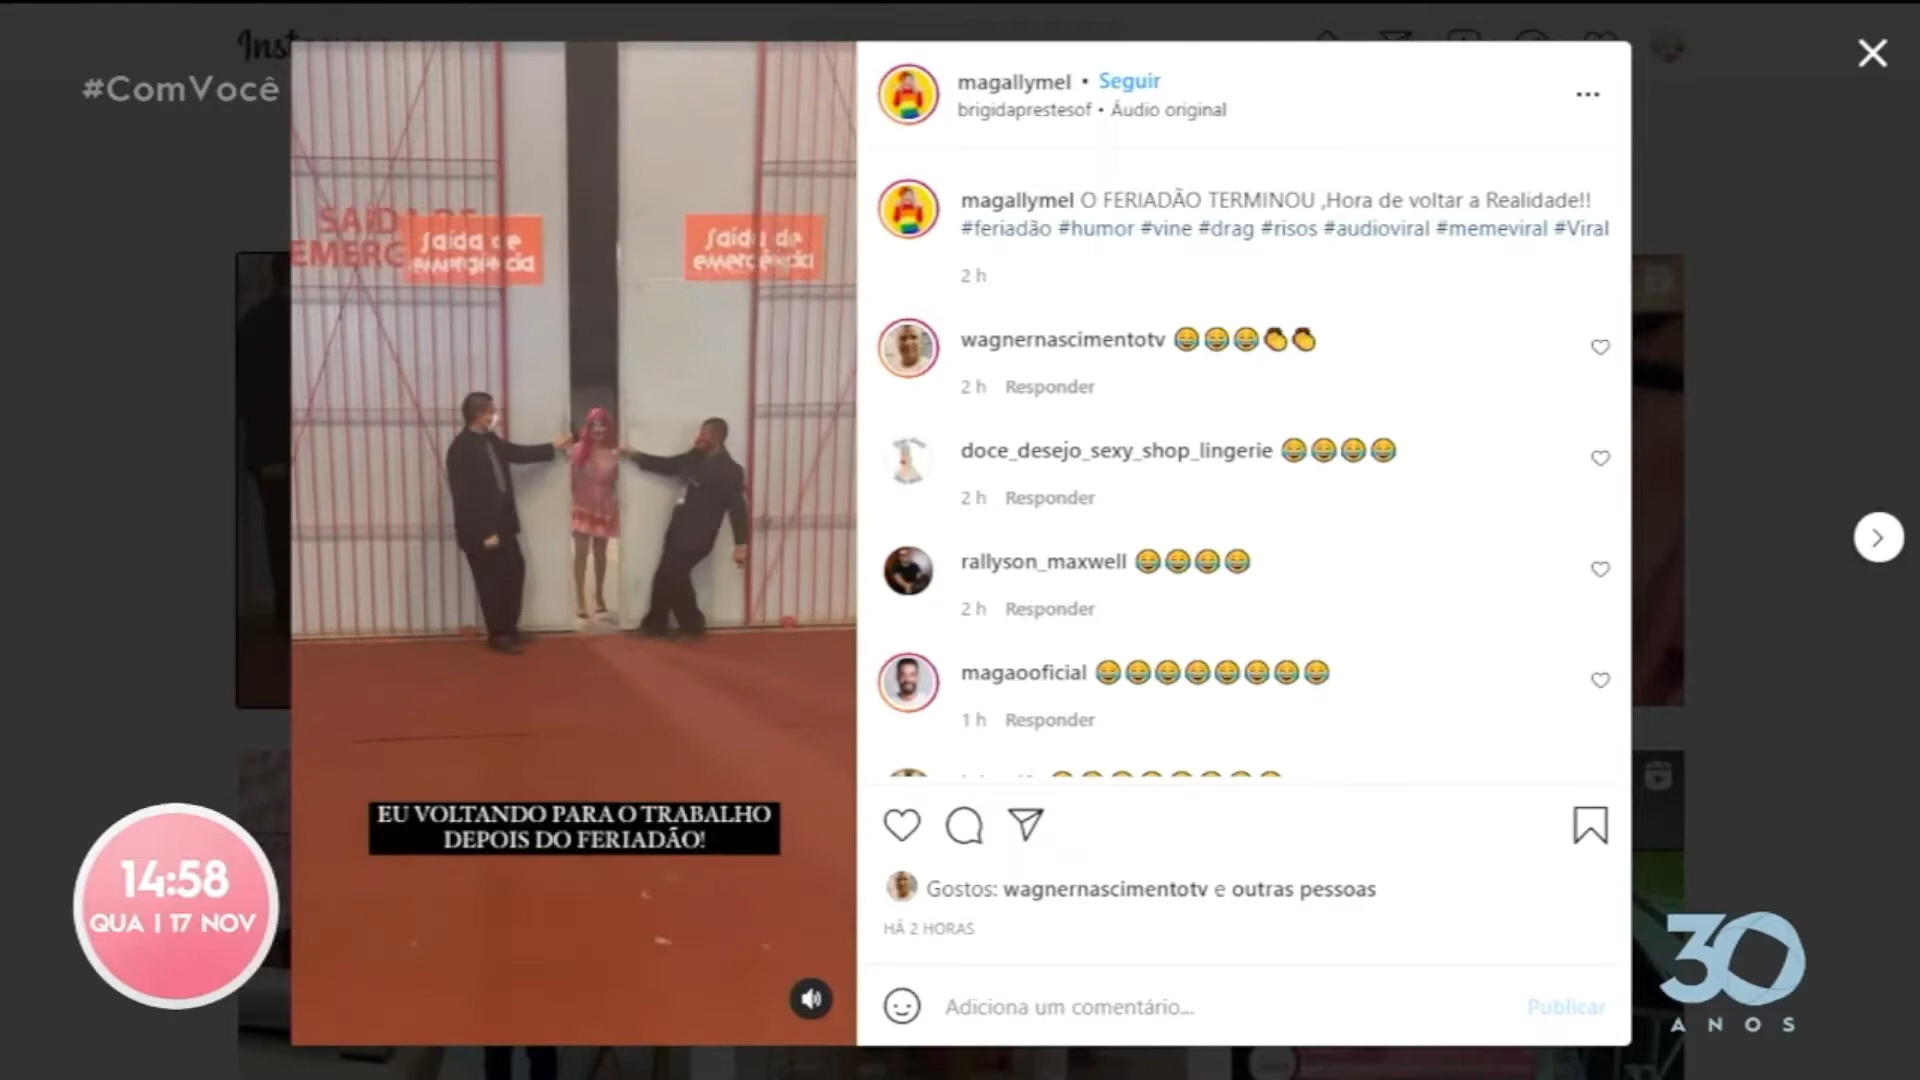 #ComVocê
SAÍDA DE
EMERG
Saída de
emergência
Saída de
emergência
EU VOLTANDO PARA O TRABALHO
DEPOIS DO FERIADÃO!
magallymel • Seguir
brigidaprestesof • Áudio original
magallymel O FERIADÃO TERMINOU ,Hora de voltar a Realidade!!
#feriadão #humor #vine #drag #risos #audioviral #memeviral #Viral
2 h
wagnernascimentotv 😂😂😂👏👏
2 h Responder
doce_desejo_sexy_shop_lingerie 😂😂😂😂
2 h Responder
rallyson_maxwell 😂😂😂😂
2 h Responder
magaooficial 😂😂😂😂😂😂😂😂
1 h Responder
Gostos: wagnernascimentotv e outras pessoas
HÁ 2 HORAS
Adiciona um comentário...
Publicar
14:58
QUA | 17 NOV
30
ANOS